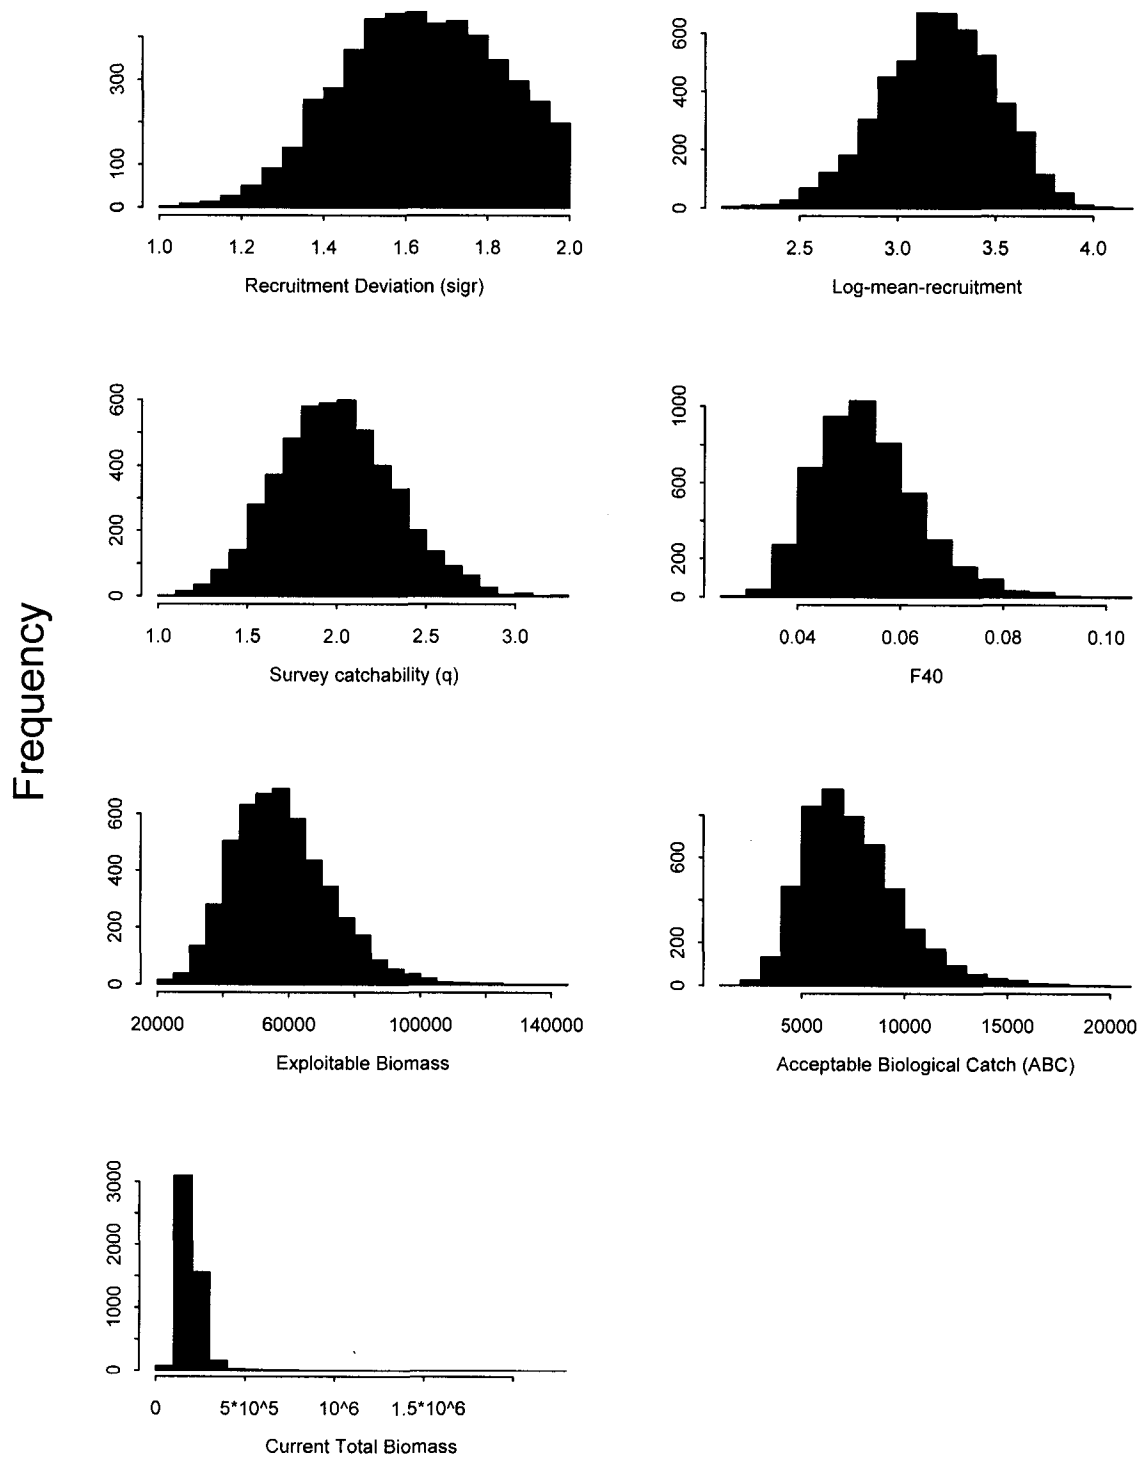 Frequency
0 100 300
1.0 1.2 1.4 1.6 1.8 2.0
Recruitment Deviation (sigr)
0 200 400 600
2.5 3.0 3.5 4.0
Log-mean-recruitment
0 200 400 600
1.0 1.5 2.0 2.5 3.0
Survey catchability (q)
0 200 600 1000
0.04 0.06 0.08 0.10
F40
0 200 400 600
20000 60000 100000 140000
Exploitable Biomass
0 200 600
5000 10000 15000 20000
Acceptable Biological Catch (ABC)
0 1000 2000 3000
0 5*10^5 10^6 1.5*10^6
Current Total Biomass